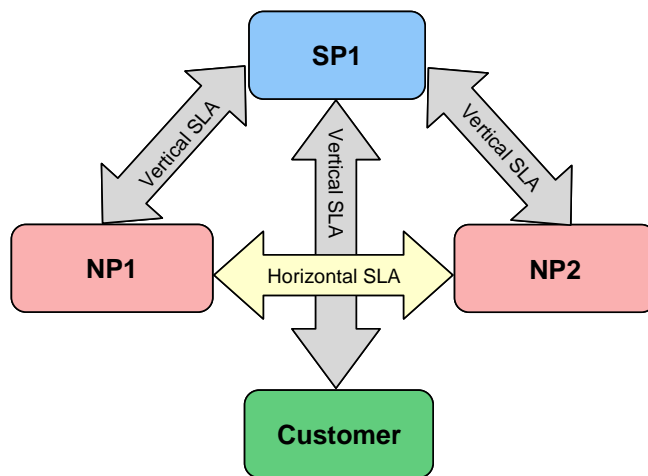 SP1
Vertical SLA
Vertical SLA
Vertical SLA
NP1
Horizontal SLA
NP2
Customer